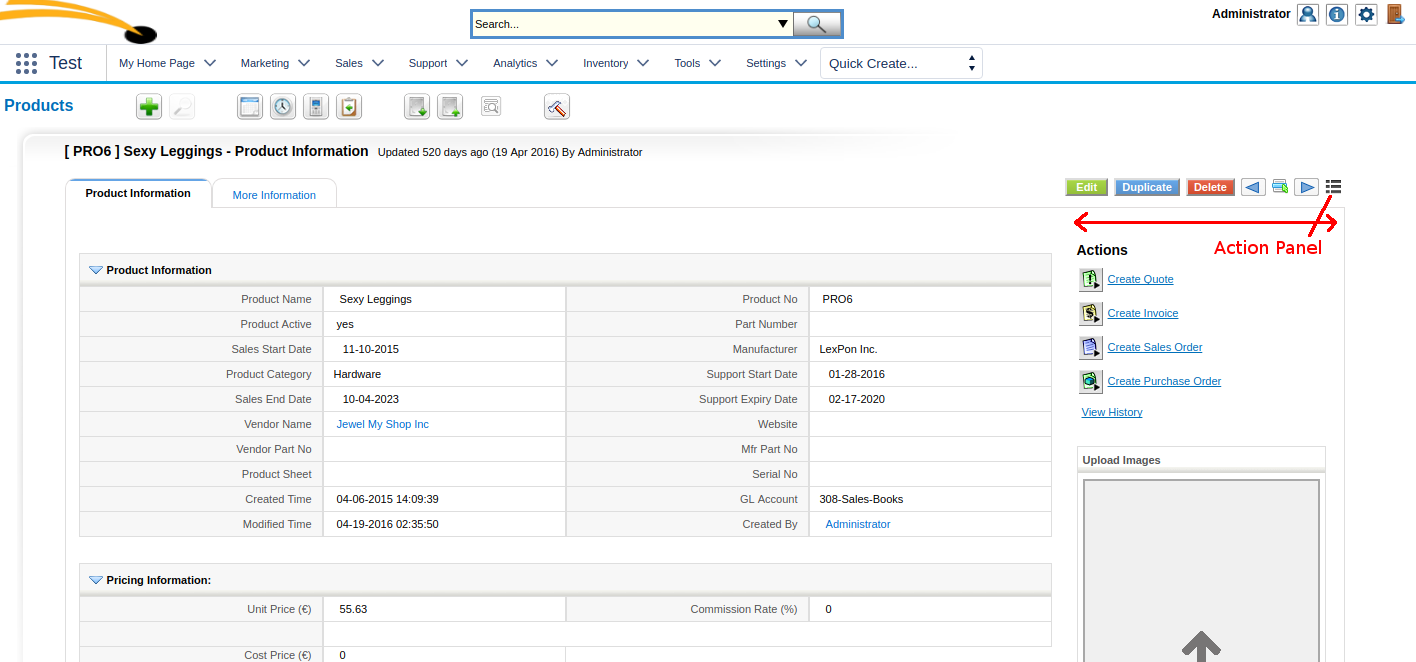 Administrator
Search...
Test
My Home Page Marketing Sales Support Analytics Inventory Tools Settings Quick Create...
Products
[ PRO6 ] Sexy Leggings - Product Information Updated 520 days ago (19 Apr 2016) By Administrator
Product Information More Information
Edit Duplicate Delete
Action Panel
Actions
Create Quote
Create Invoice
Create Sales Order
Create Purchase Order
View History
Upload Images
Product Information
Product Name Sexy Leggings Product No PRO6
Product Active yes Part Number
Sales Start Date 11-10-2015 Manufacturer LexPon Inc.
Product Category Hardware Support Start Date 01-28-2016
Sales End Date 10-04-2023 Support Expiry Date 02-17-2020
Vendor Name Jewel My Shop Inc Website
Vendor Part No Mfr Part No
Product Sheet Serial No
Created Time 04-06-2015 14:09:39 GL Account 308-Sales-Books
Modified Time 04-19-2016 02:35:50 Created By Administrator
Pricing Information:
Unit Price (€) 55.63 Commission Rate (%) 0
Cost Price (€) 0